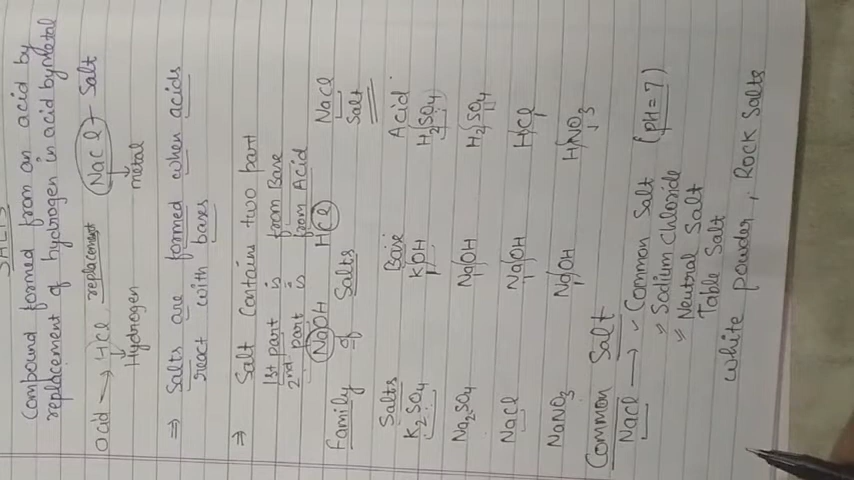 SALTS
Compound formed from an acid by
replacement of hydrogen in acid by metal
acid → HCl replacement NaCl - Salt
Hydrogen metal
⇒ Salts are formed when acids
react with bases
⇒ Salt contains two part
1st part is from Base
2nd part is from Acid
NaOH HCl NaCl
Salt
Family of Salts
Salts Base Acid
K2SO4 KOH H2SO4
Na2SO4 NaOH H2SO4
NaCl NaOH HCl
NaNO3 NaOH HNO3
Common Salt
NaCl → Common Salt (pH = 7)
Sodium Chloride
Neutral Salt
Table Salt
white powder, Rock Salts